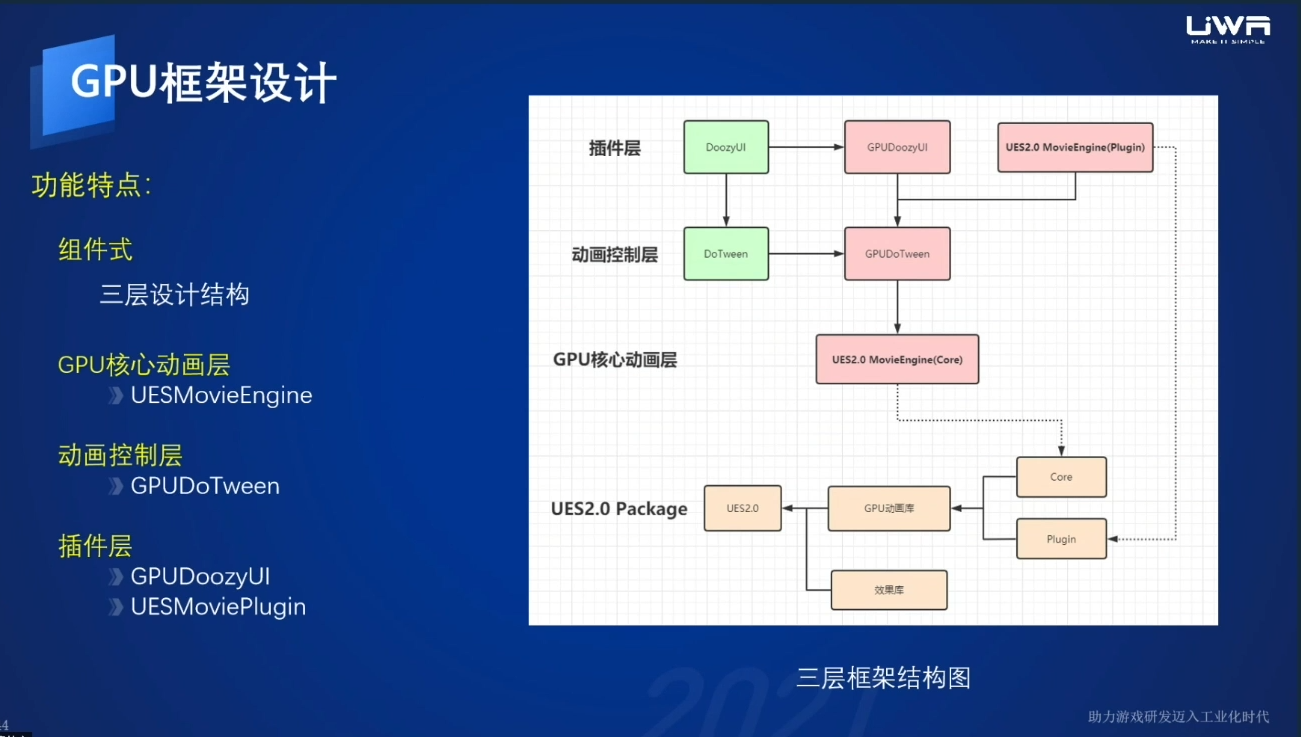 UWA
MAKE IT SIMPLE
GPU框架设计
功能特点：
组件式
三层设计结构
GPU核心动画层
UESMovieEngine
动画控制层
GPUDoTween
插件层
GPUDoozyUI
UESMoviePlugin
插件层
DoozyUI
GPUDoozyUI
UES2.0 MovieEngine(Plugin)
动画控制层
DoTween
GPUDoTween
GPU核心动画层
UES2.0 MovieEngine(Core)
Core
UES2.0 Package
UES2.0
GPU动画库
Plugin
效果库
三层框架结构图
2021
助力游戏研发迈入工业化时代